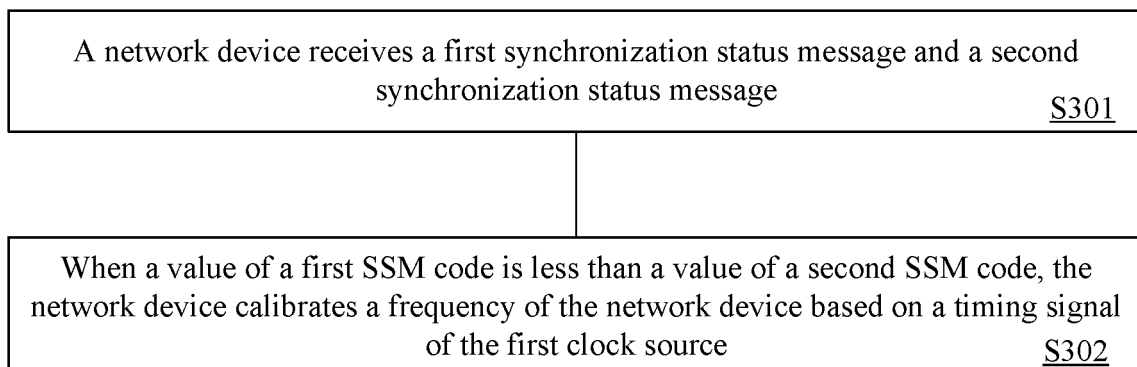 A network device receives a first synchronization status message and a second
synchronization status message
S301
When a value of a first SSM code is less than a value of a second SSM code, the
network device calibrates a frequency of the network device based on a timing signal
of the first clock source
S302